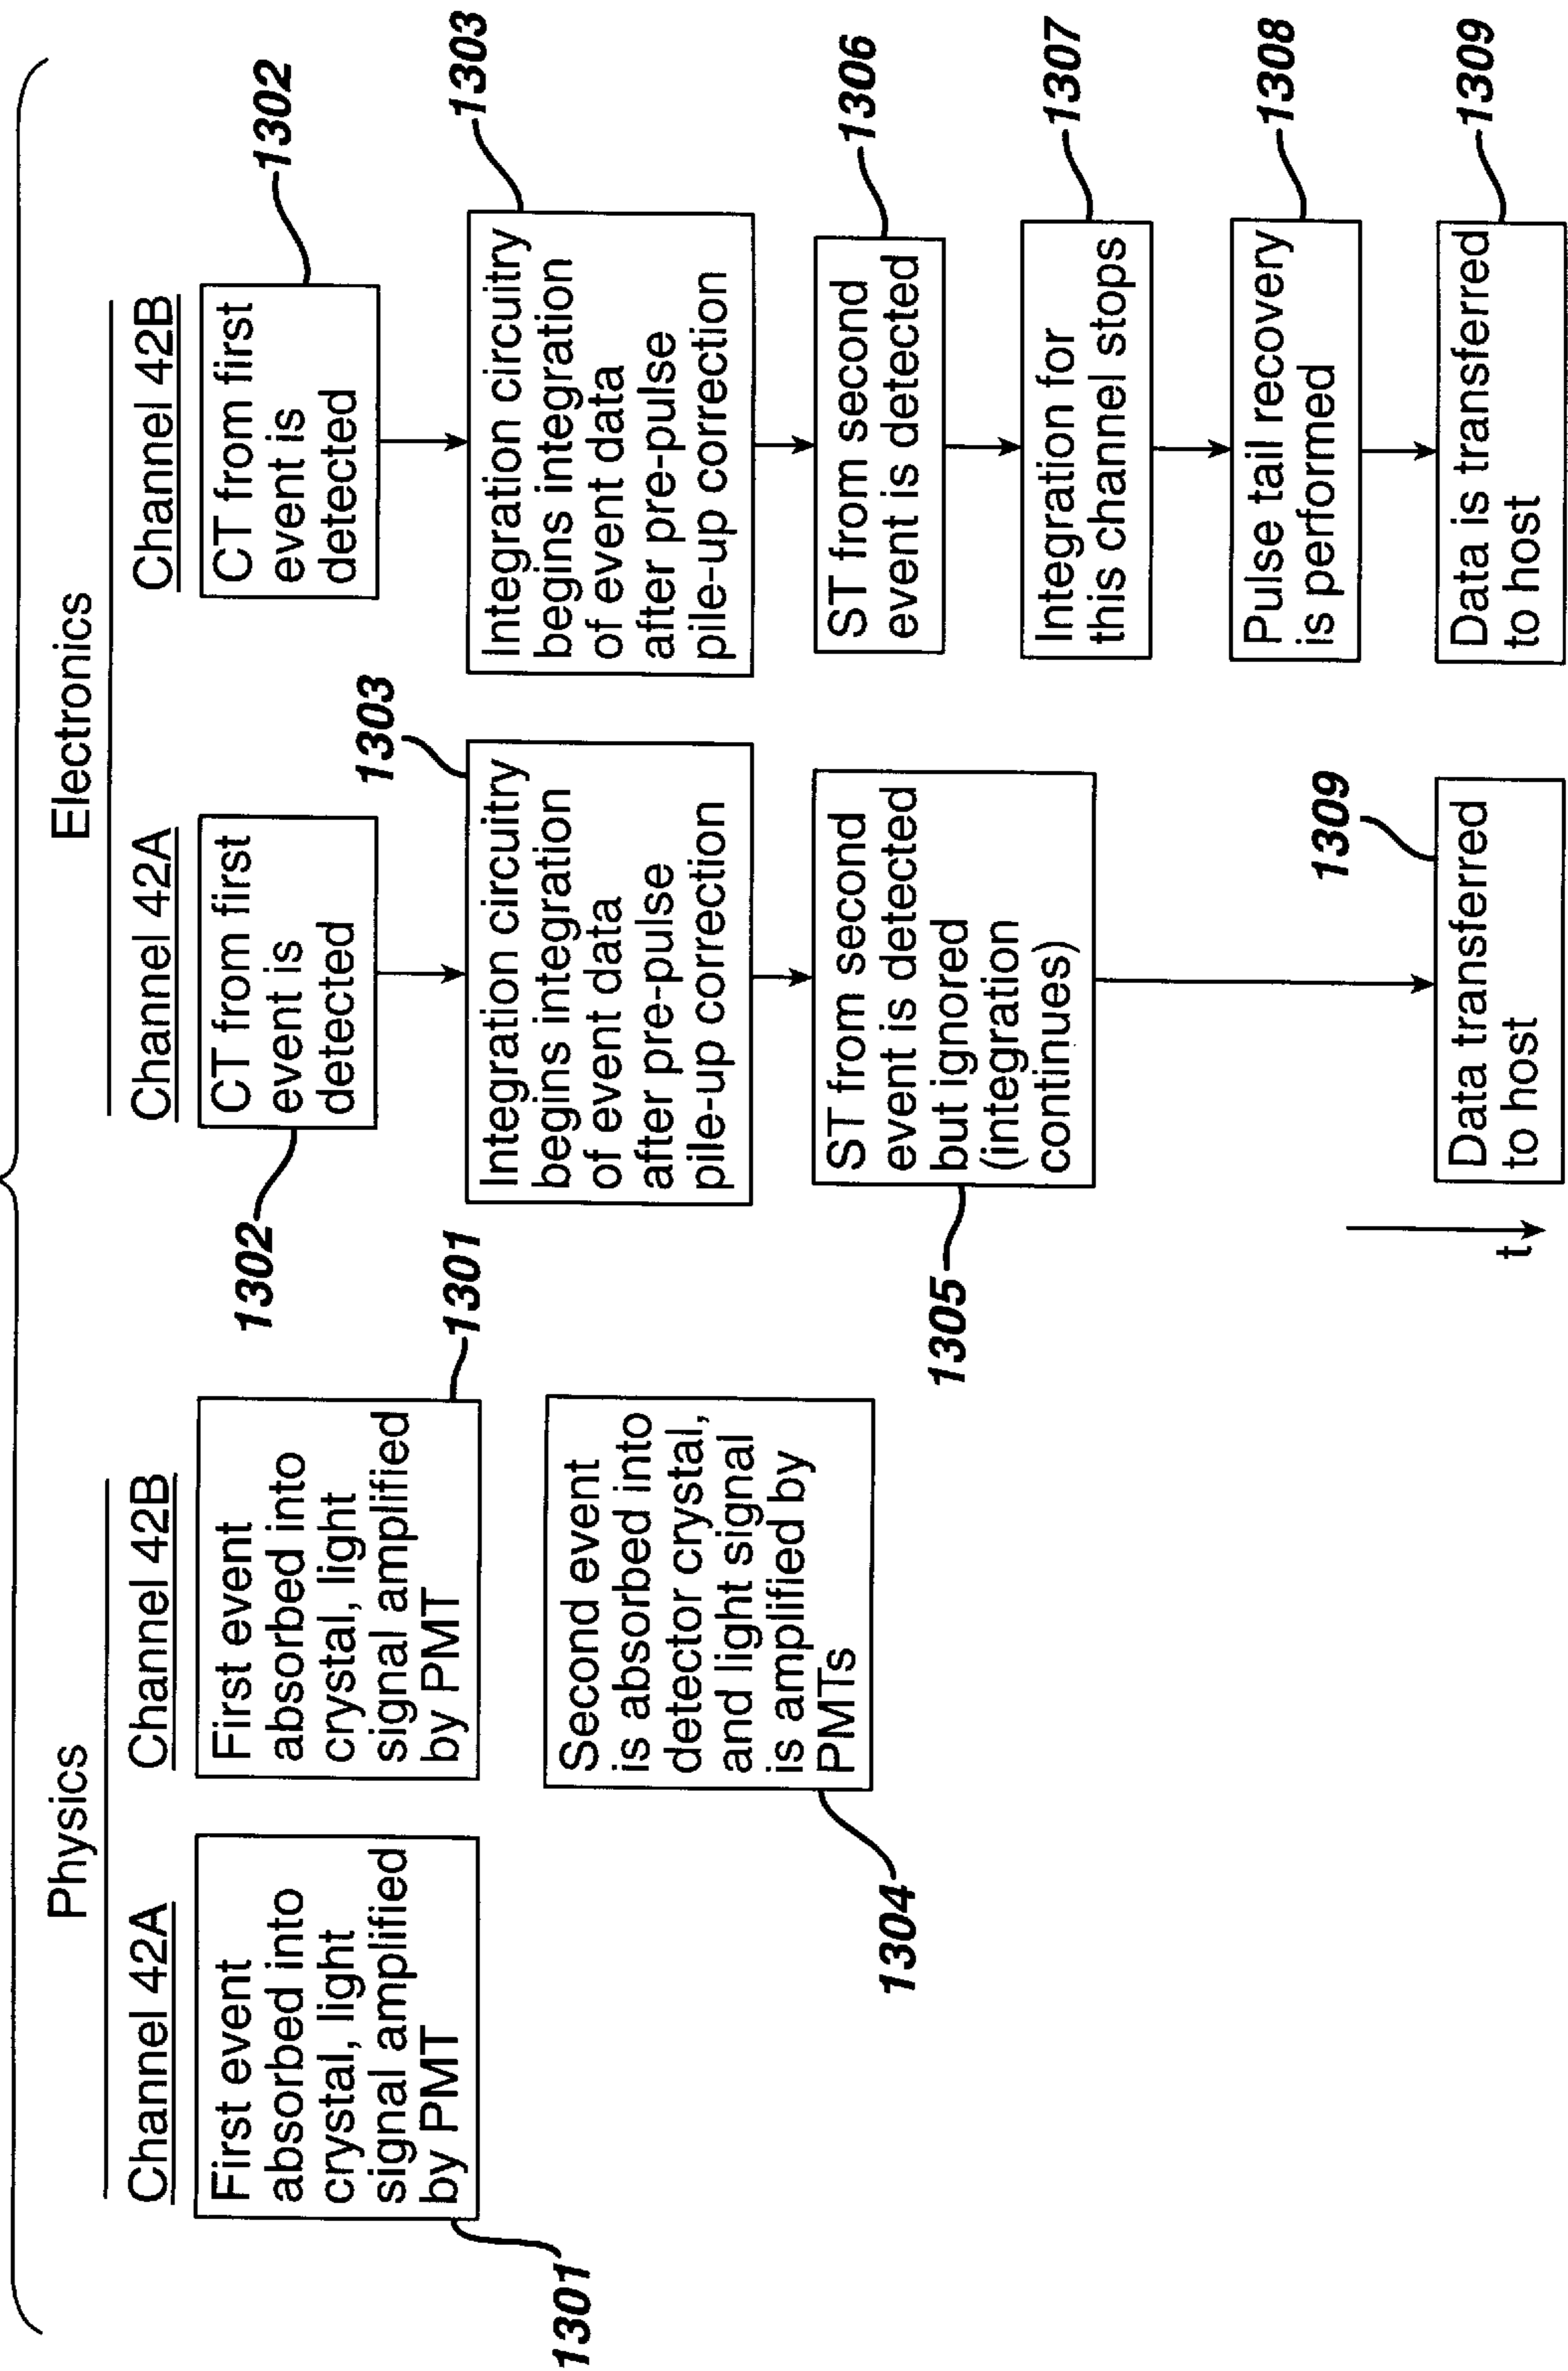 Physics
Electronics
Channel 42A
Channel 42B
Channel 42A
Channel 42B
First event
absorbed into
crystal, light
signal amplified
by PMT
1301
First event
absorbed into
crystal, light
signal amplified
by PMT
1301
Second event
is absorbed into
detector crystal,
and light signal
is amplified by
PMTs
1304
CT from first
event is
detected
1302
Integration circuitry
begins integration
of event data
after pre-pulse
pile-up correction
1303
ST from second
event is detected
but ignored
(integration
continues)
1305
Data transferred
to host
1309
t
CT from first
event is
detected
1302
Integration circuitry
begins integration
of event data
after pre-pulse
pile-up correction
1303
ST from second
event is detected
1306
Integration for
this channel stops
1307
Pulse tail recovery
is performed
1308
Data is transferred
to host
1309